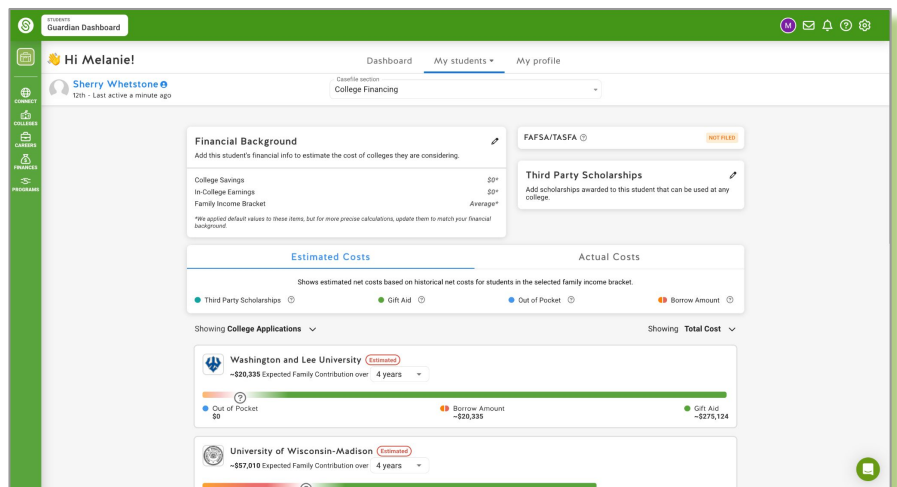 STUDENTS
Guardian Dashboard
M
CONNECT
COLLEGES
CAREERS
FINANCES
PROGRAMS
👋 Hi Melanie!
Dashboard My students ▾ My profile
Sherry Whetstone
12th - Last active a minute ago
Casefile section
College Financing
Financial Background
Add this student's financial info to estimate the cost of colleges they are considering.
College Savings $0*
In-College Earnings $0*
Family Income Bracket Average*
*We applied default values to these items, but for more precise calculations, update them to match your financial
background.
FAFSA/TASFA ? NOT FILED
Third Party Scholarships
Add scholarships awarded to this student that can be used at any
college.
Estimated Costs Actual Costs
Shows estimated net costs based on historical net costs for students in the selected family income bracket.
Third Party Scholarships ? Gift Aid ? Out of Pocket ? Borrow Amount ?
Showing College Applications Showing Total Cost
Washington and Lee University Estimated
~$20,335 Expected Family Contribution over 4 years
?
Out of Pocket Borrow Amount Gift Aid
$0 ~$20,335 ~$275,124
University of Wisconsin-Madison Estimated
~$57,010 Expected Family Contribution over 4 years